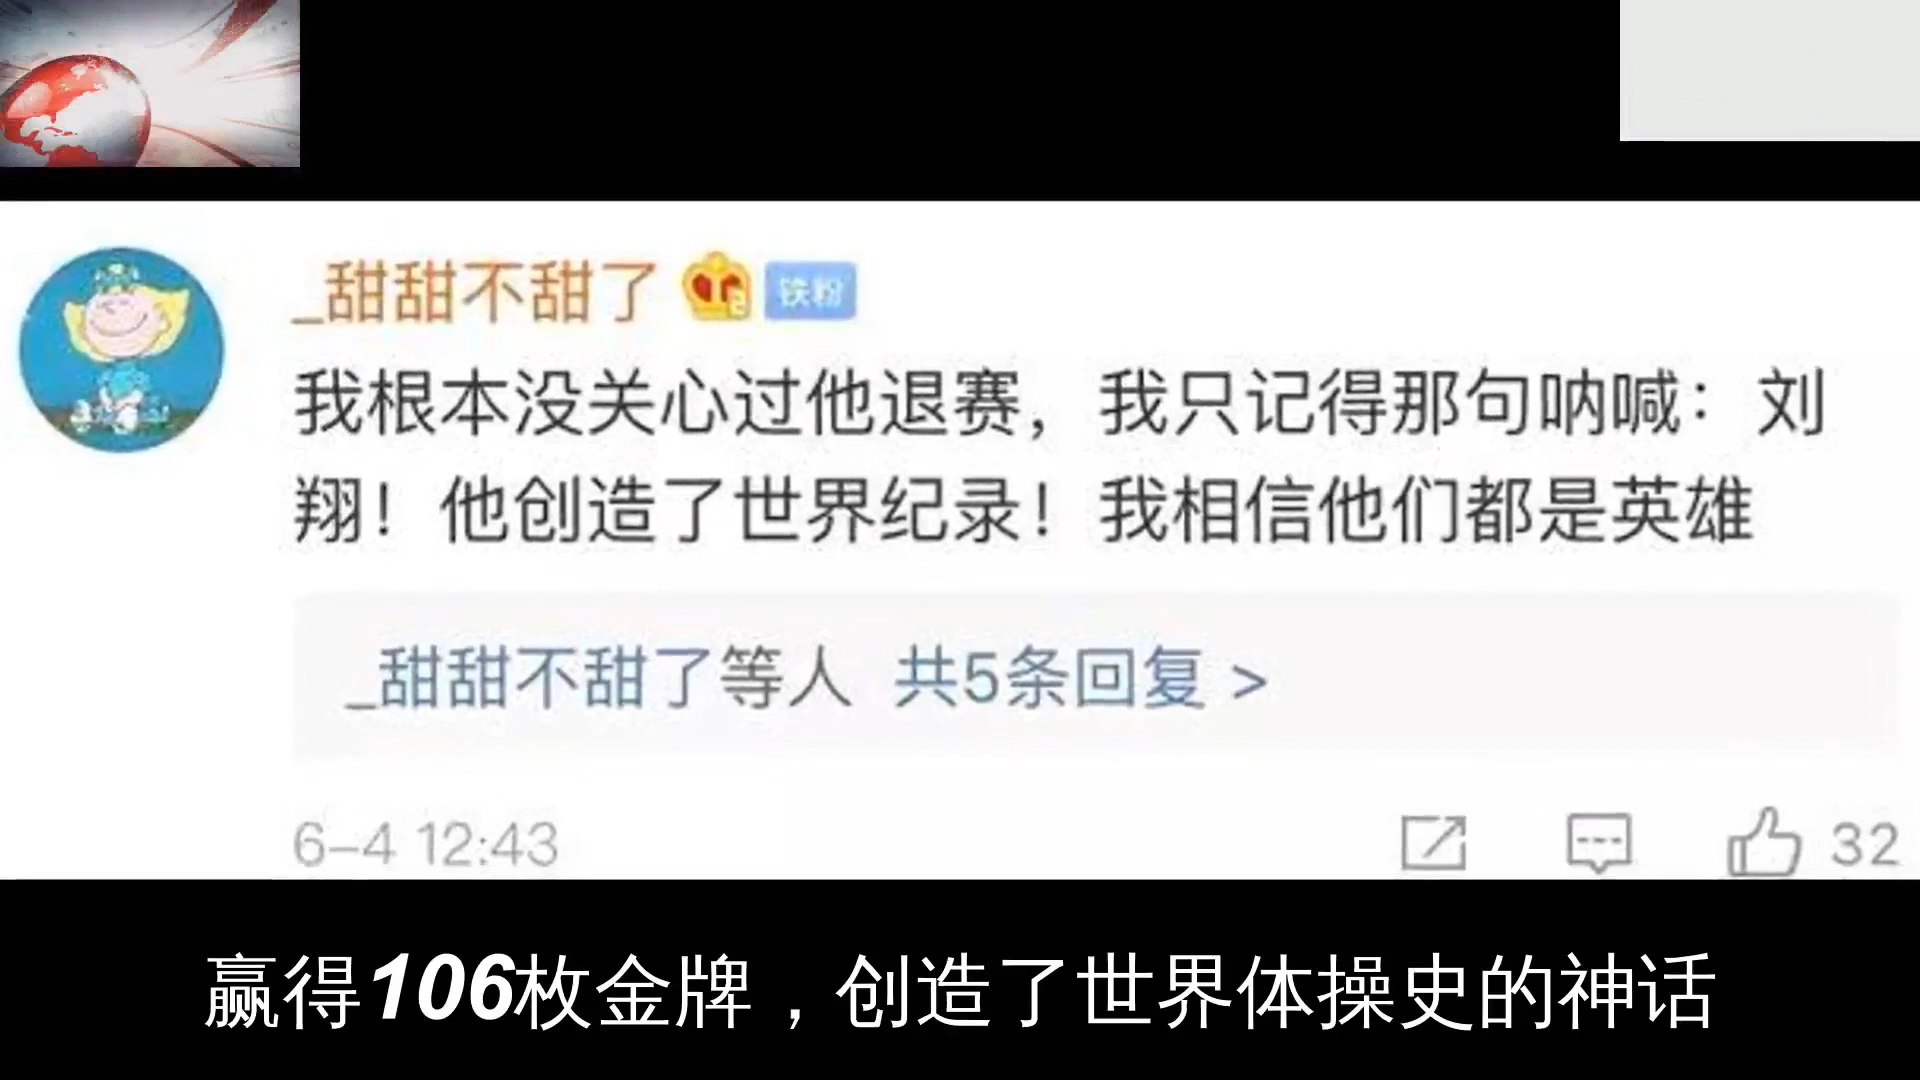 _甜甜不甜了 铁粉
我根本没关心过他退赛，我只记得那句呐喊：刘
翔！他创造了世界纪录！我相信他们都是英雄
_甜甜不甜了等人 共5条回复 >
6-4 12:43 32
赢得106枚金牌，创造了世界体操史的神话